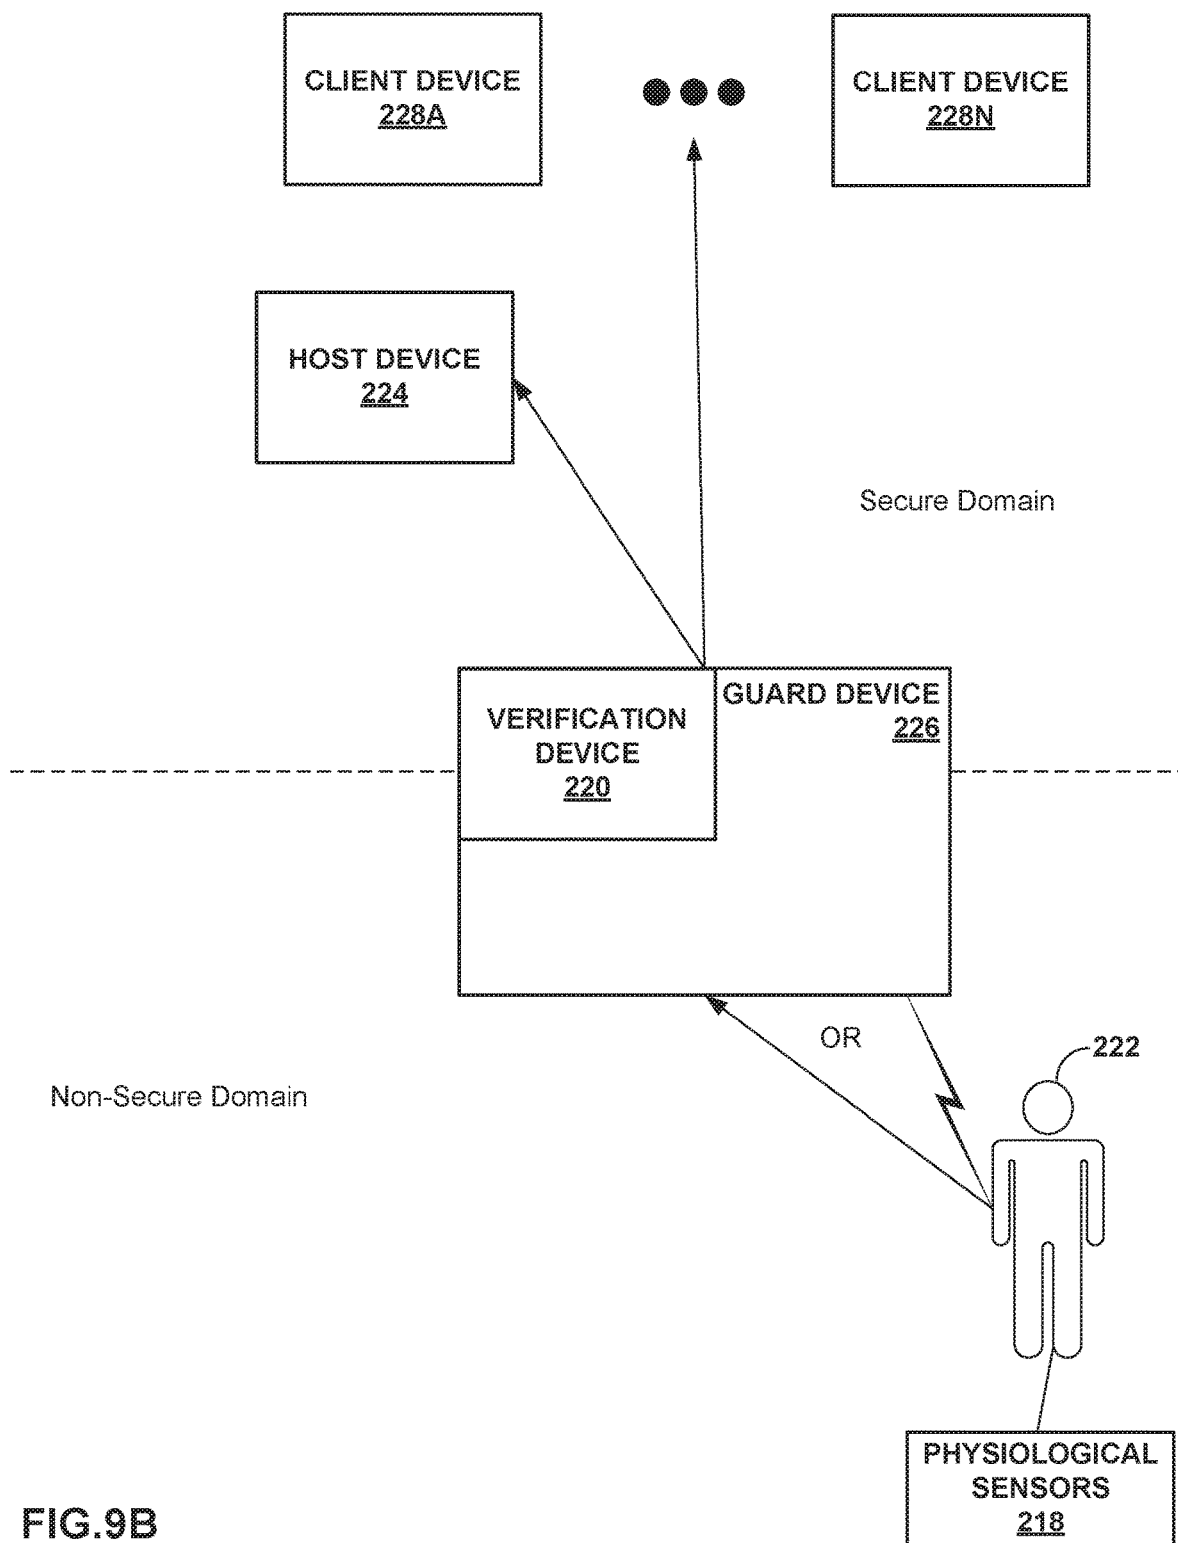 CLIENT DEVICE
228A
CLIENT DEVICE
228N
HOST DEVICE
224
Secure Domain
GUARD DEVICE
226
VERIFICATION
DEVICE
220
OR
222
Non-Secure Domain
PHYSIOLOGICAL
SENSORS
218
FIG.9B